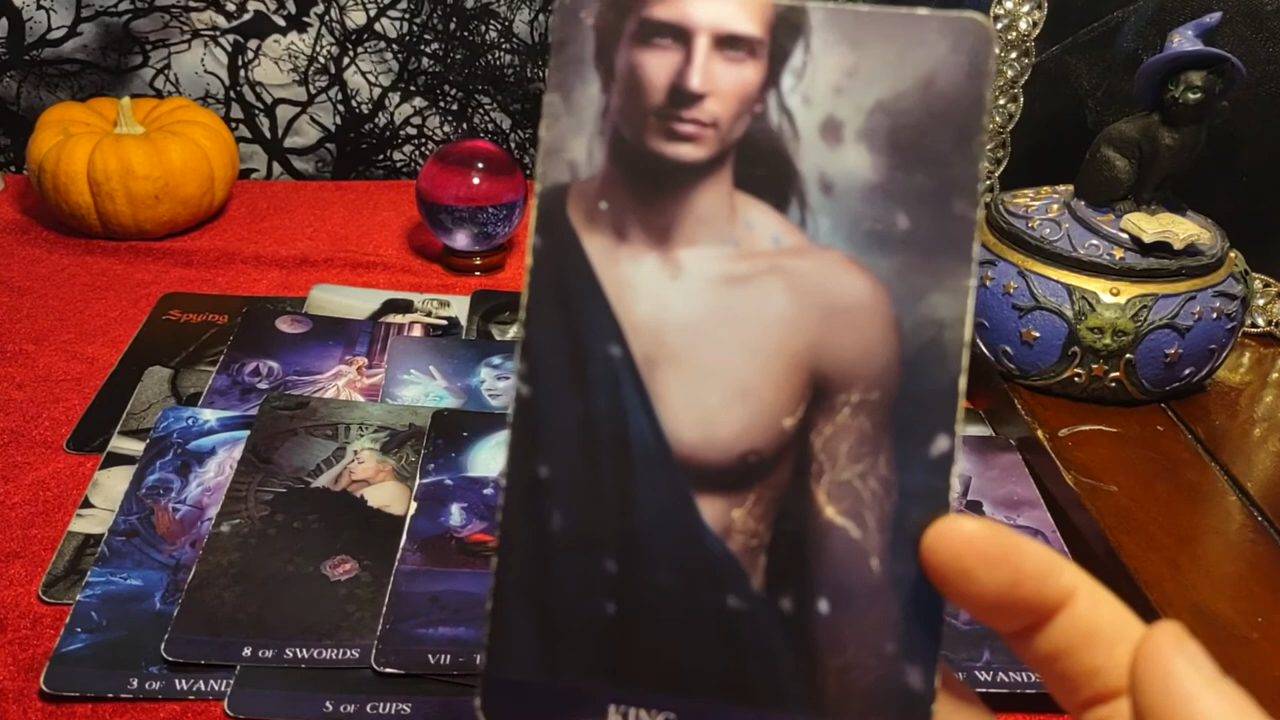 Spying
8 OF SWORDS
VII - T
3 OF WAND
5 OF CUPS
OF WANDS
KING